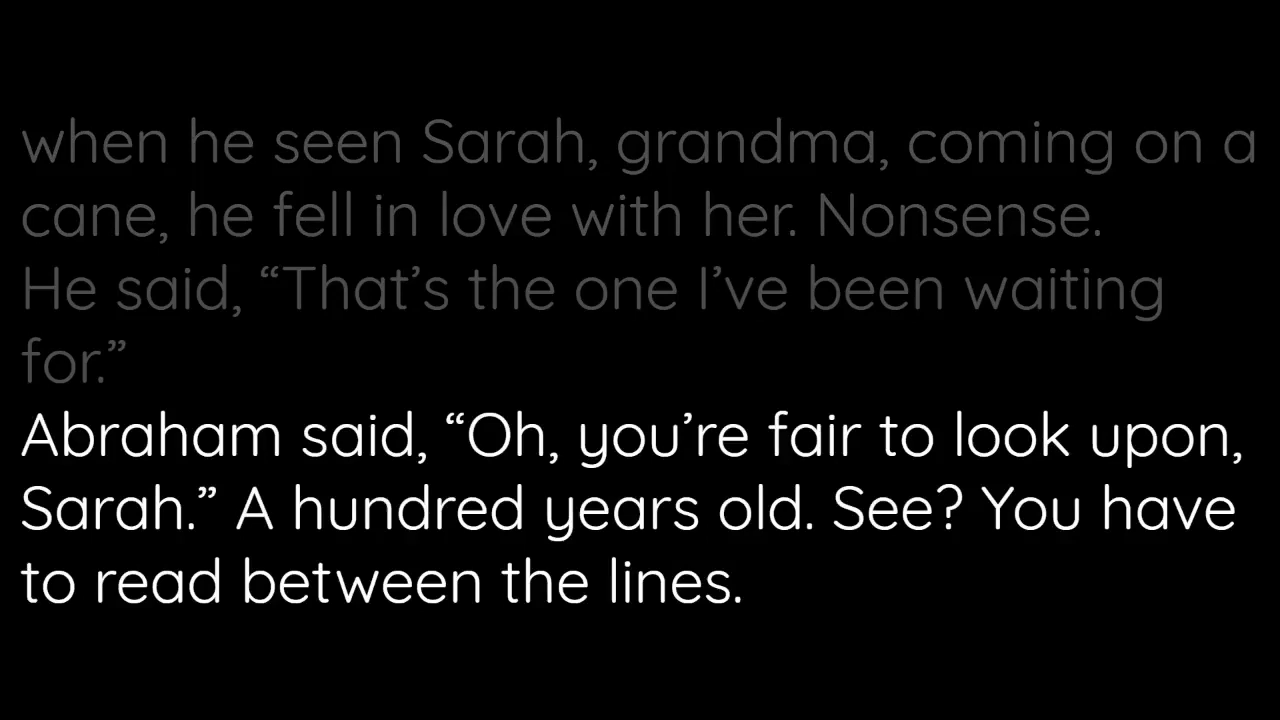 when he seen Sarah, grandma, coming on a
cane, he fell in love with her. Nonsense.
He said, “That’s the one I’ve been waiting
for.”
Abraham said, “Oh, you’re fair to look upon,
Sarah.” A hundred years old. See? You have
to read between the lines.